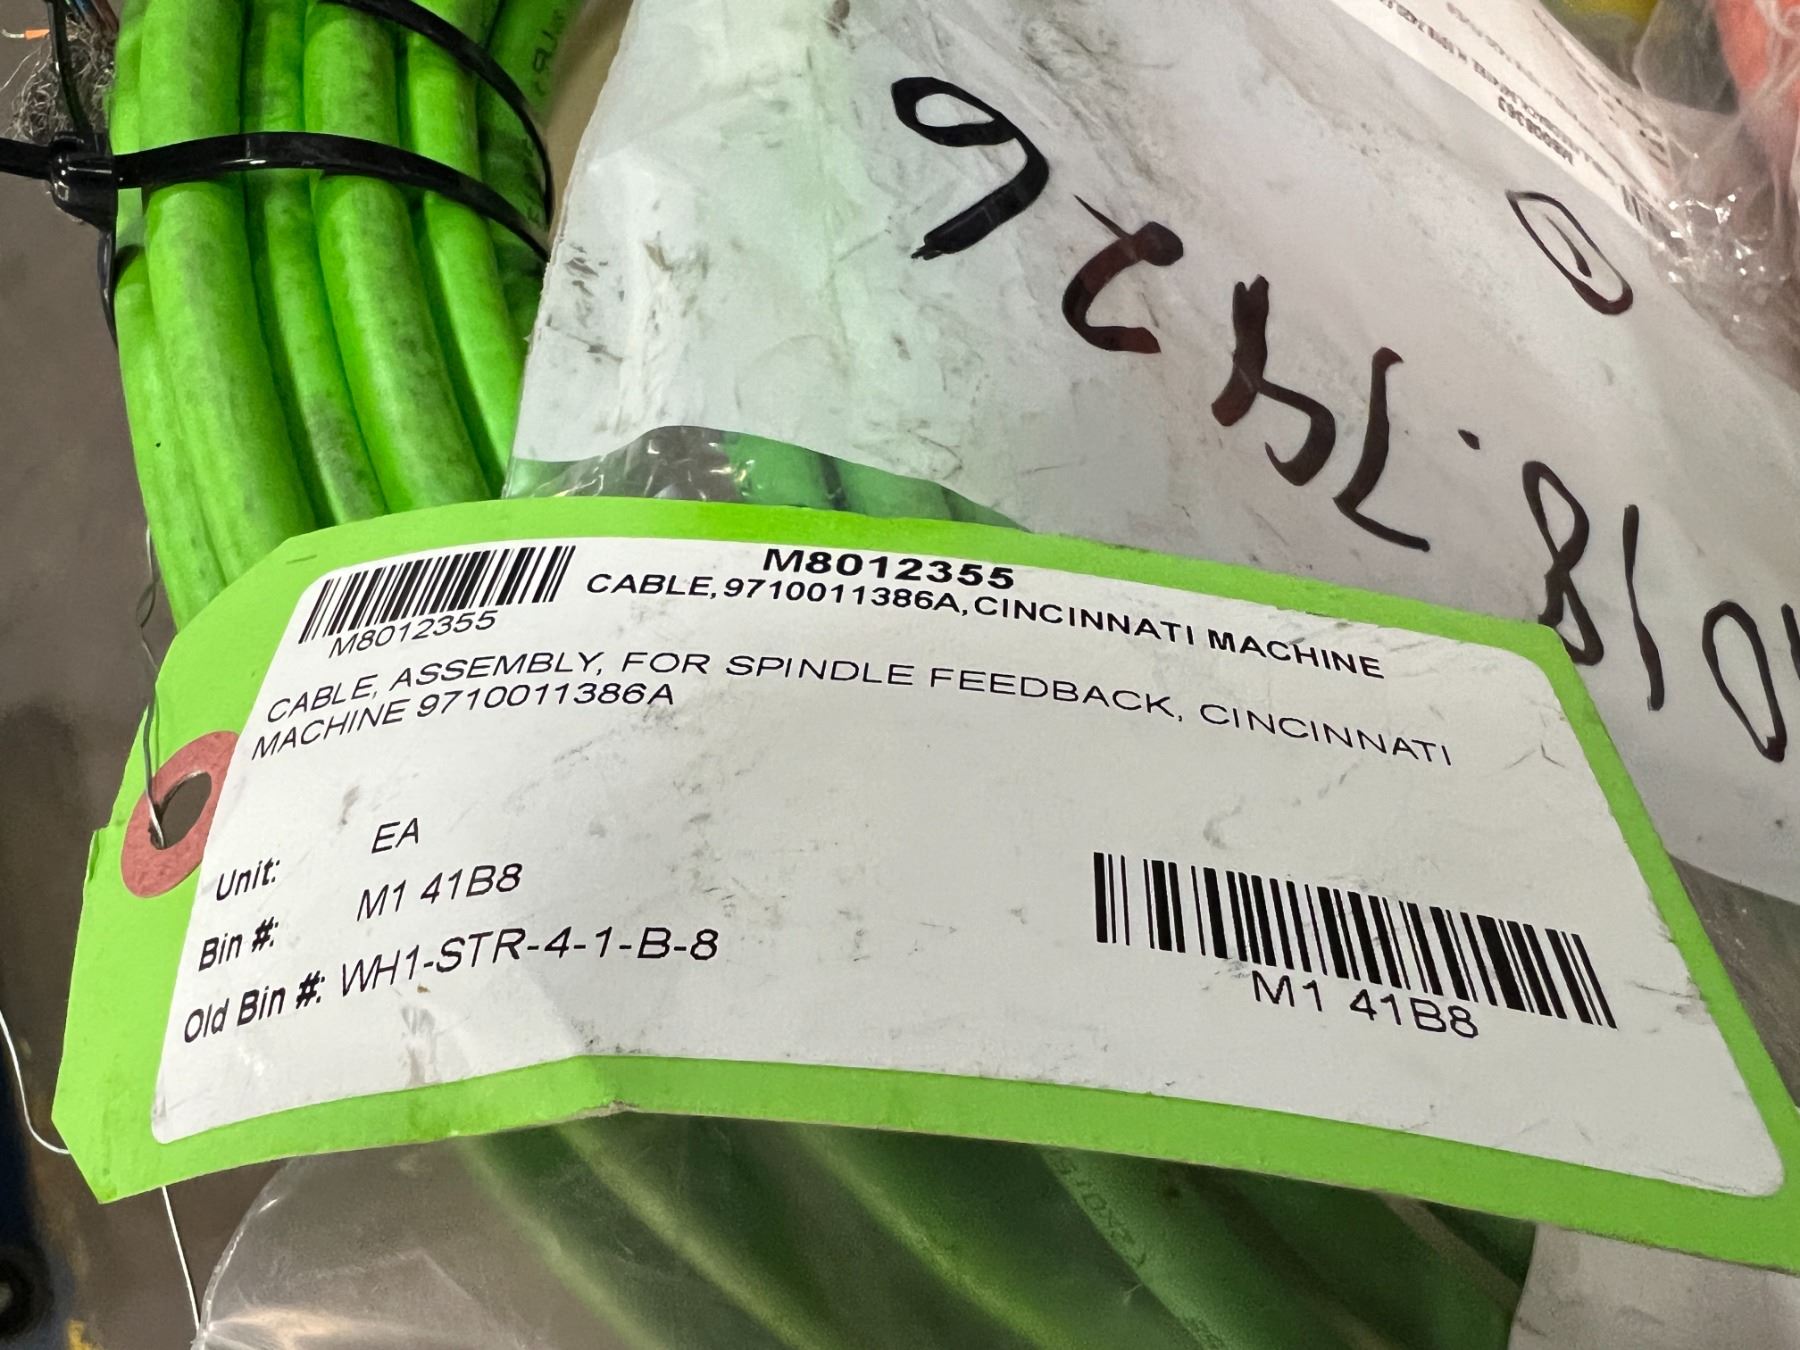 M8012355
CABLE,9710011386A,CINCINNATI MACHINE
M8012355
CABLE, ASSEMBLY, FOR SPINDLE FEEDBACK, CINCINNATI
MACHINE 9710011386A
Unit: EA
Bin #: M1 41B8
Old Bin #: WH1-STR-4-1-B-8
M1 41B8